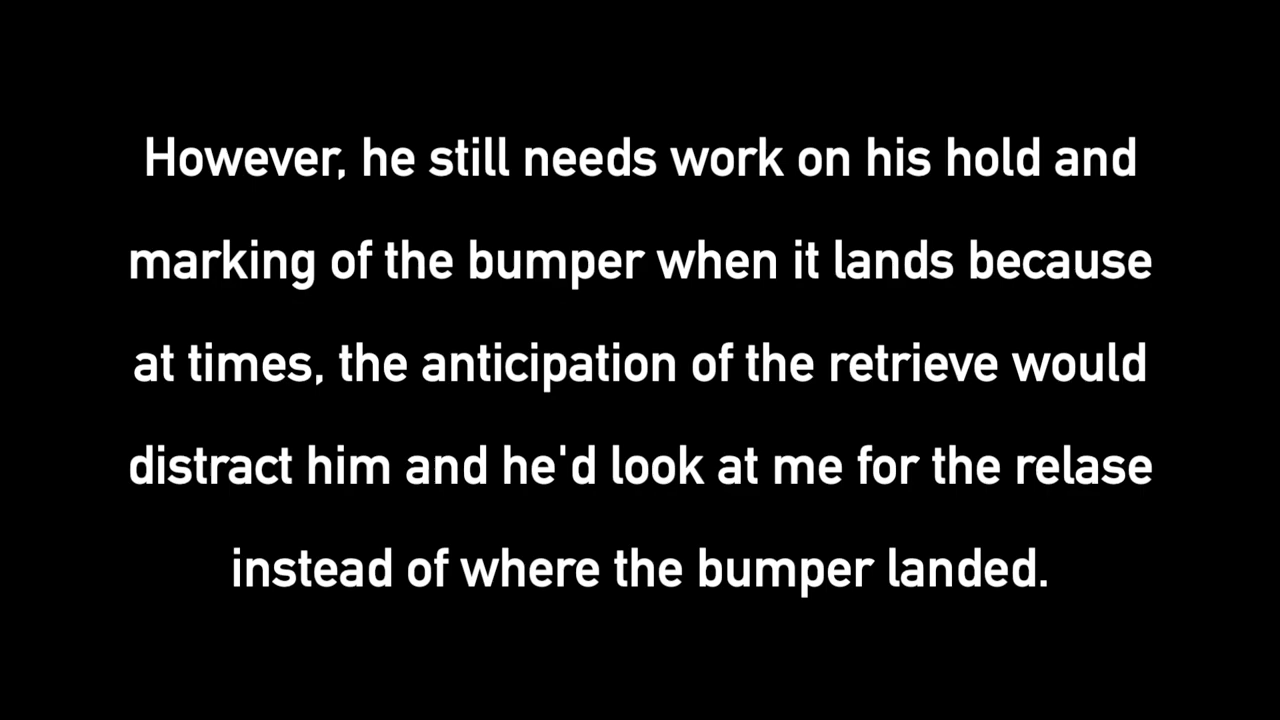 However, he still needs work on his hold and
marking of the bumper when it lands because
at times, the anticipation of the retrieve would
distract him and he'd look at me for the relase
instead of where the bumper landed.